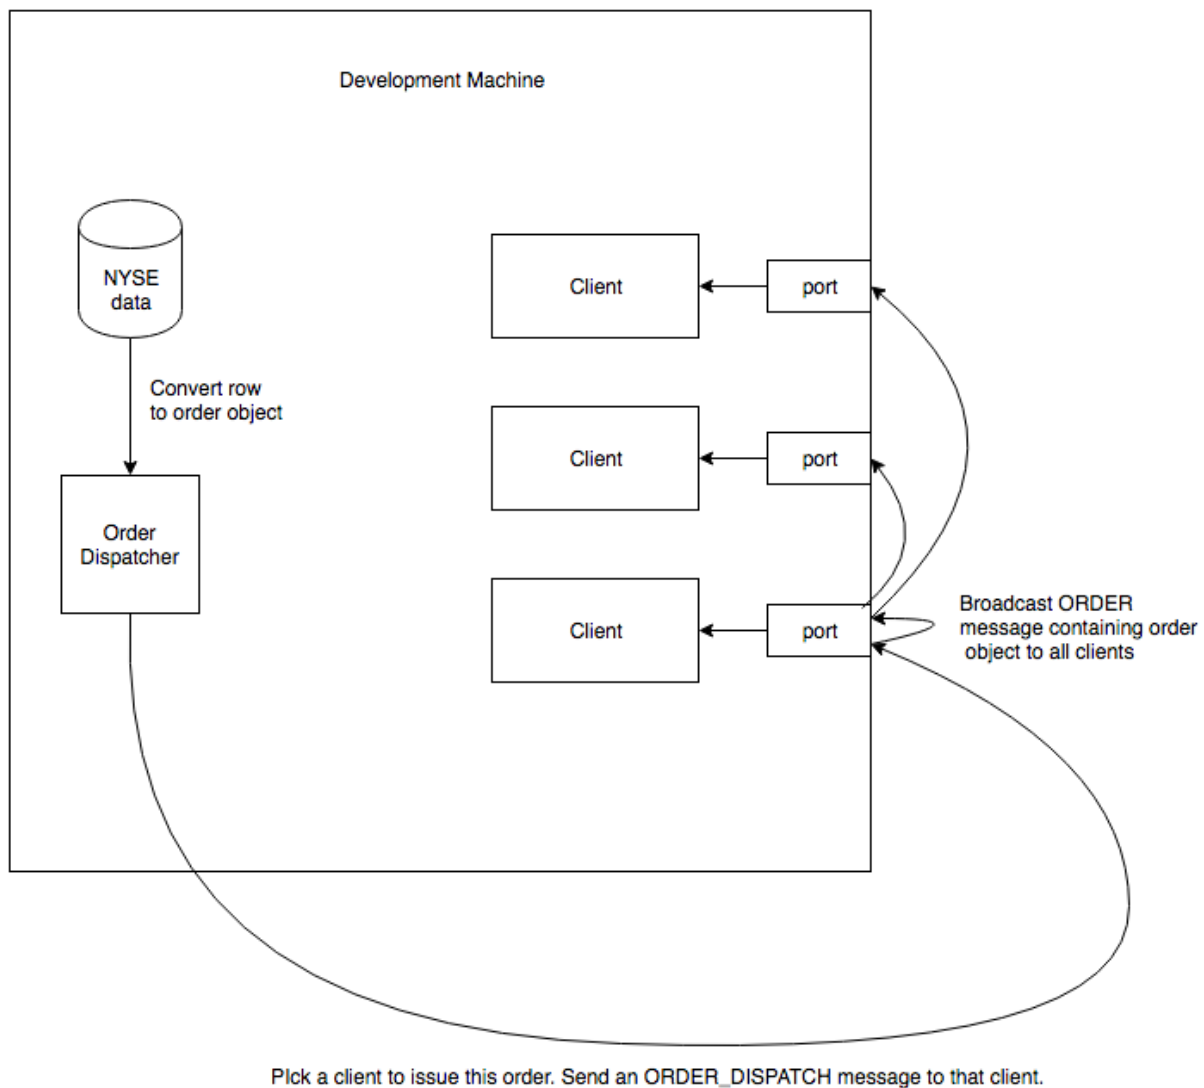 Development Machine
NYSE
data
Client
port
Convert row
to order object
Client
port
Order
Dispatcher
Client
port
Broadcast ORDER
message containing order
object to all clients
PIck a client to issue this order. Send an ORDER_DISPATCH message to that client.